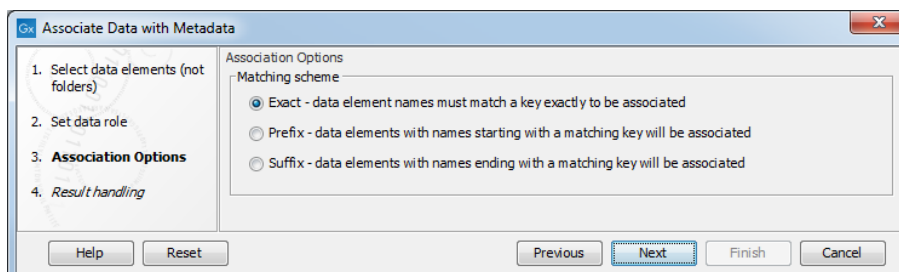 Gx Associate Data with Metadata
1. Select data elements (not
folders)
2. Set data role
3. Association Options
4. Result handling
Association Options
Matching scheme
Exact - data element names must match a key exactly to be associated
Prefix - data elements with names starting with a matching key will be associated
Suffix - data elements with names ending with a matching key will be associated
Help Reset Previous Next Finish Cancel